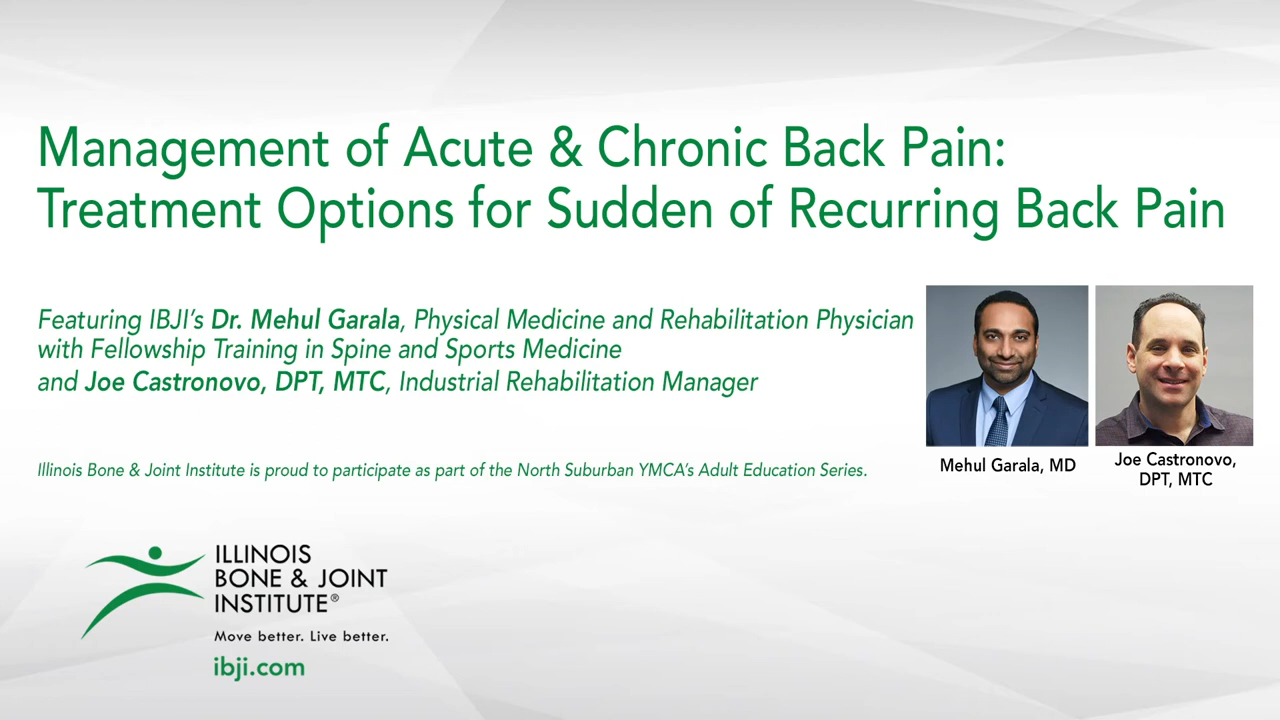 Management of Acute & Chronic Back Pain:
Treatment Options for Sudden of Recurring Back Pain
Featuring IBJI's Dr. Mehul Garala, Physical Medicine and Rehabilitation Physician
with Fellowship Training in Spine and Sports Medicine
and Joe Castronovo, DPT, MTC, Industrial Rehabilitation Manager
Mehul Garala, MD
Joe Castronovo,
DPT, MTC
Illinois Bone & Joint Institute is proud to participate as part of the North Suburban YMCA's Adult Education Series.
ILLINOIS
BONE & JOINT
INSTITUTE®
Move better. Live better.
ibji.com